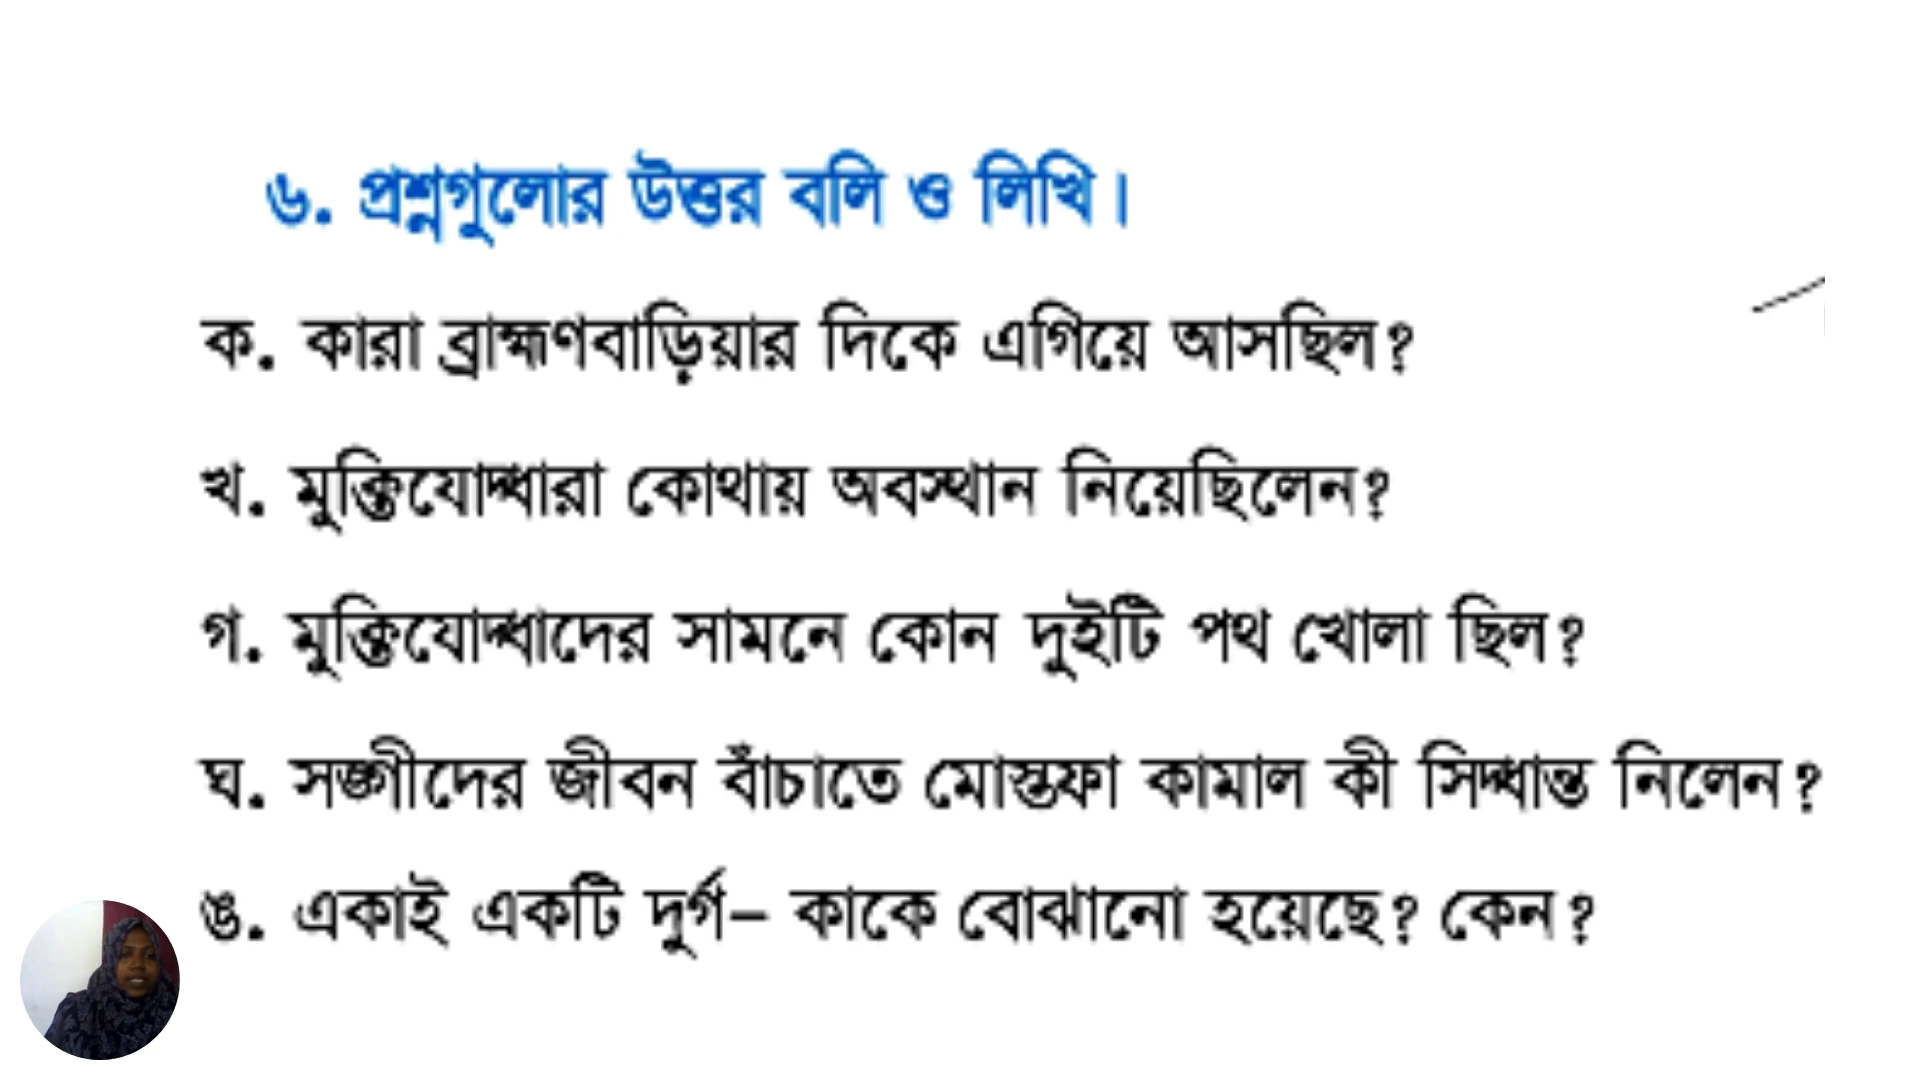 ৬. প্রশ্নগুলোর উত্তর বলি ও লিখি।
ক. কারা ব্রাহ্মণবাড়িয়ার দিকে এগিয়ে আসছিল?
খ. মুক্তিযোদ্ধারা কোথায় অবস্থান নিয়েছিলেন?
গ. মুক্তিযোদ্ধাদের সামনে কোন দুইটি পথ খোলা ছিল?
ঘ. সঙ্গীদের জীবন বাঁচাতে মোস্তফা কামাল কী সিদ্ধান্ত নিলেন?
ঙ. একাই একটি দুর্গ– কাকে বোঝানো হয়েছে? কেন?